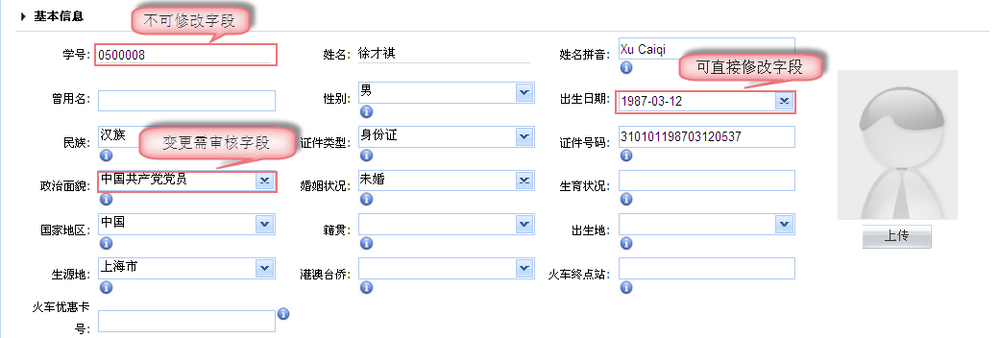 基本信息
不可修改字段
学号: 0500008
姓名: 徐才祺
姓名拼音: Xu Caiqi
可直接修改字段
曾用名:
性别: 男
出生日期: 1987-03-12
民族: 汉族
变更需审核字段
证件类型: 身份证
证件号码: 310101198703120537
政治面貌: 中国共产党党员
婚姻状况: 未婚
生育状况:
国家地区: 中国
籍贯:
出生地:
上传
生源地: 上海市
港澳台侨:
火车终点站:
火车优惠卡
号: